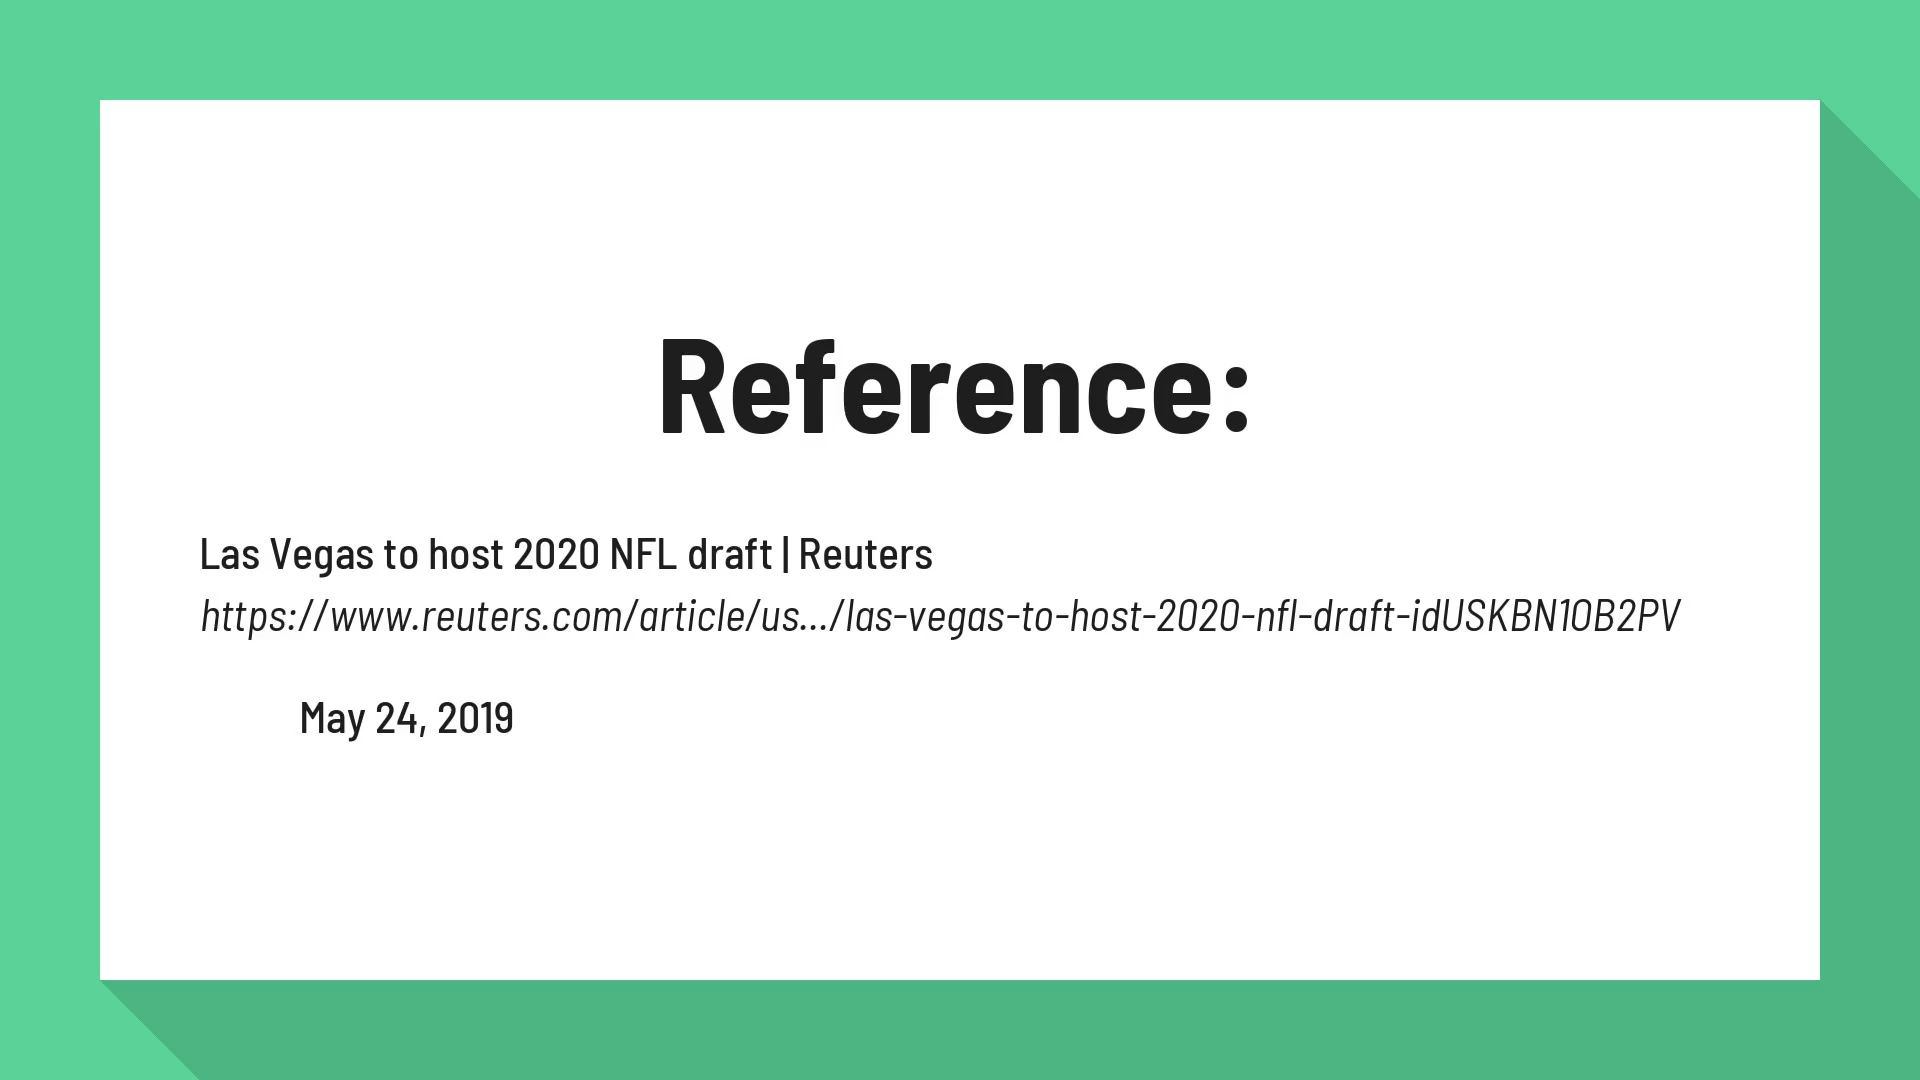 Reference:
Las Vegas to host 2020 NFL draft | Reuters
https://www.reuters.com/article/us.../las-vegas-to-host-2020-nfl-draft-idUSKBN1OB2PV
May 24, 2019